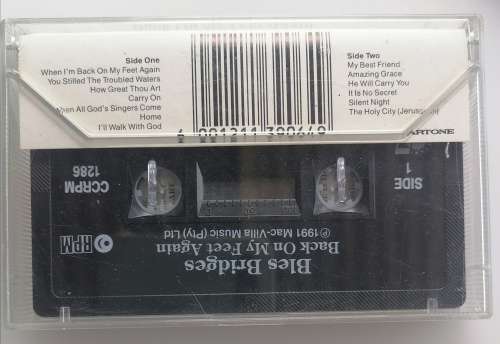 Side One
When I'm Back On My Feet Again
You Stilled The Troubled Waters
How Great Thou Art
Carry On
When All God's Singers Come
Home
I'll Walk With God
Side Two
My Best Friend
Amazing Grace
He Will Carry You
It Is No Secret
Silent Night
The Holy City (Jerusalem)
ARTONE
SIDE
1
CCRPM
1286
RPM
Bles Bridges
Back On My Feet Again
℗1991 Mac-Villa Music (Pty) Ltd